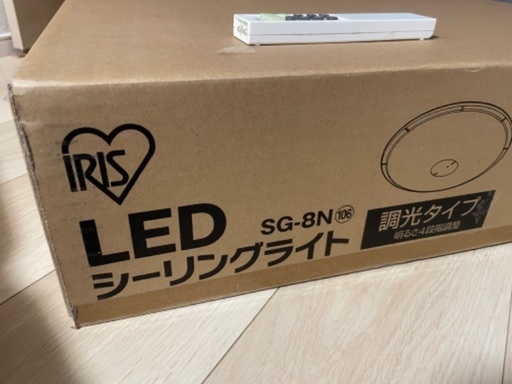 IRIS
LED
SG-8N 106
シーリングライト
調光タイプ
明るさ4段階調整